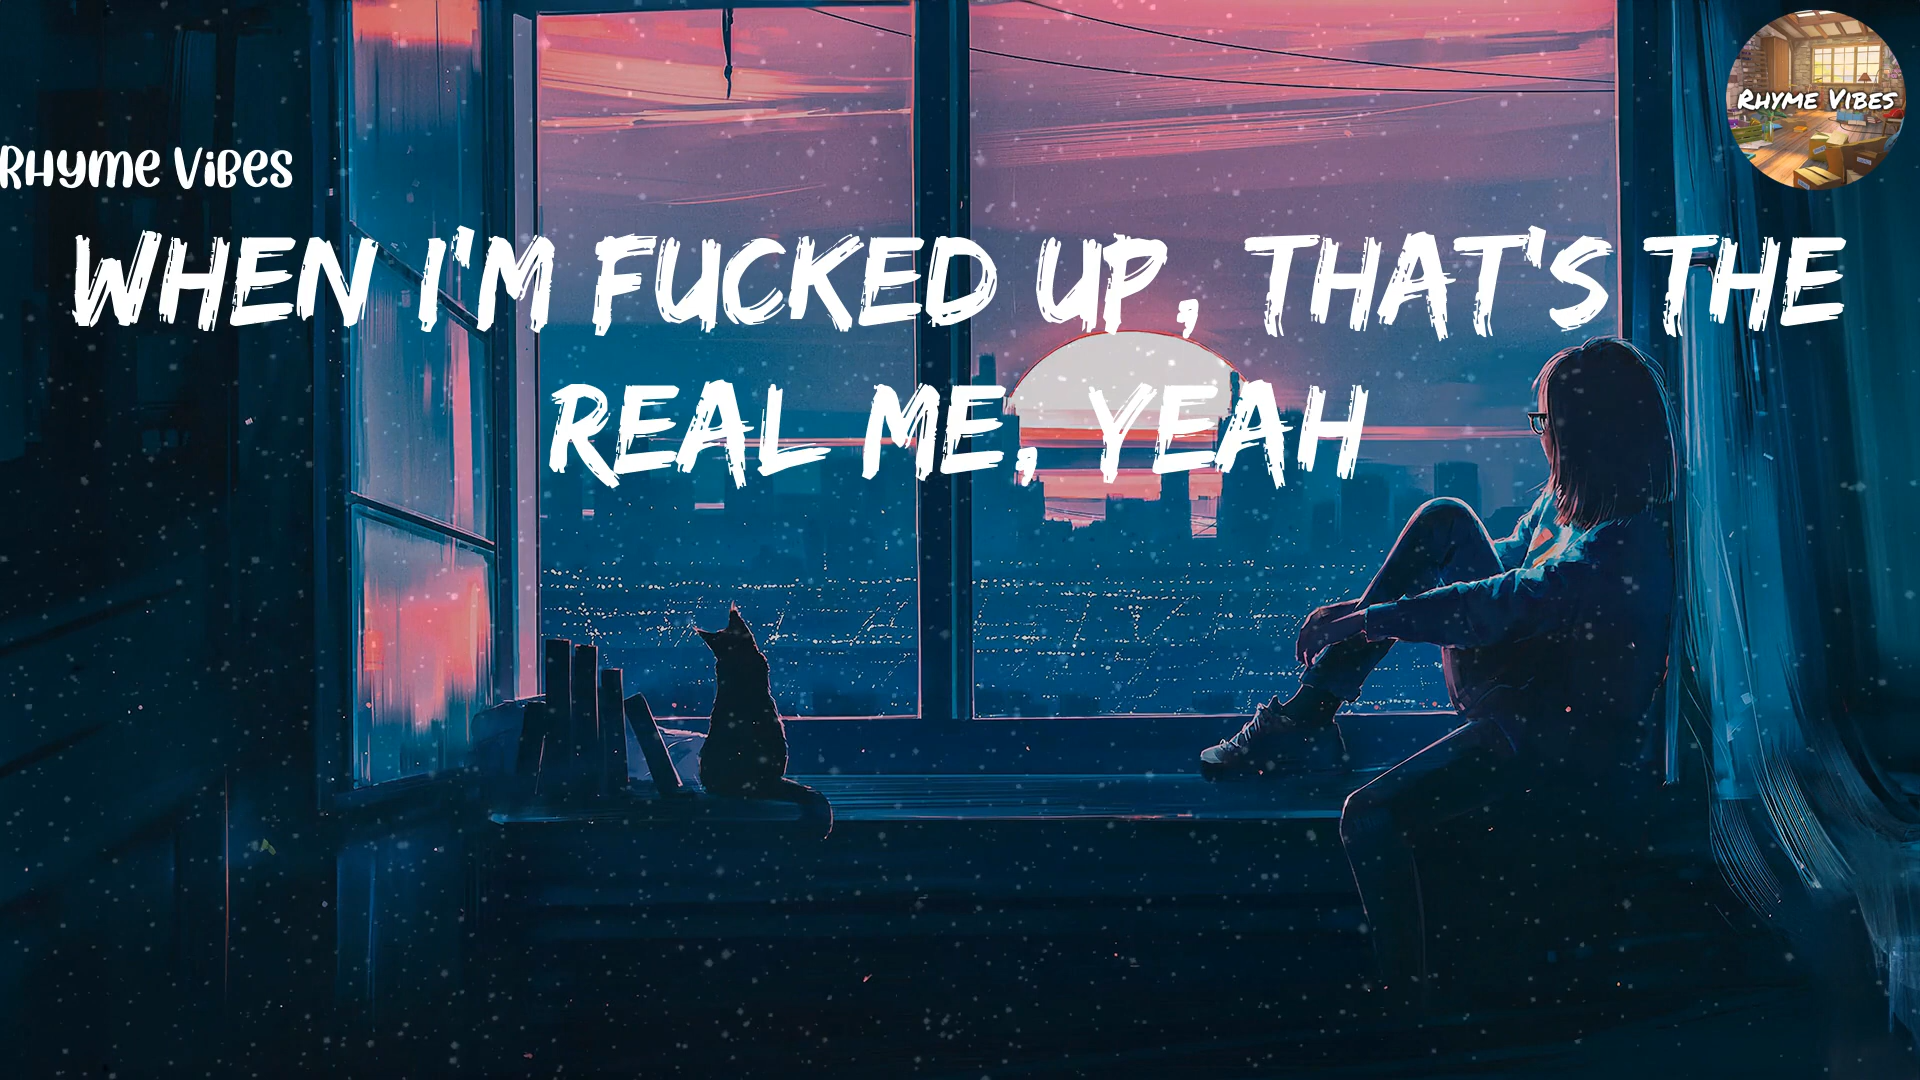 Rhyme Vibes
Rhyme Vibes
WHEN I'M FUCKED UP, THAT'S THE
REAL ME, YEAH